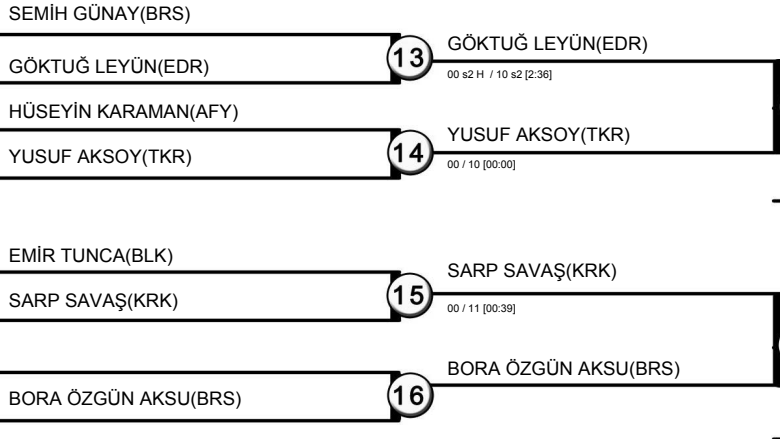 SEMİH GÜNAY(BRS)
GÖKTUĞ LEYÜN(EDR)
13
GÖKTUĞ LEYÜN(EDR)
00 s2 H / 10 s2 [2:36]
HÜSEYİN KARAMAN(AFY)
YUSUF AKSOY(TKR)
14
YUSUF AKSOY(TKR)
00 / 10 [00:00]
EMİR TUNCA(BLK)
SARP SAVAŞ(KRK)
15
SARP SAVAŞ(KRK)
00 / 11 [00:39]
BORA ÖZGÜN AKSU(BRS)
16
BORA ÖZGÜN AKSU(BRS)